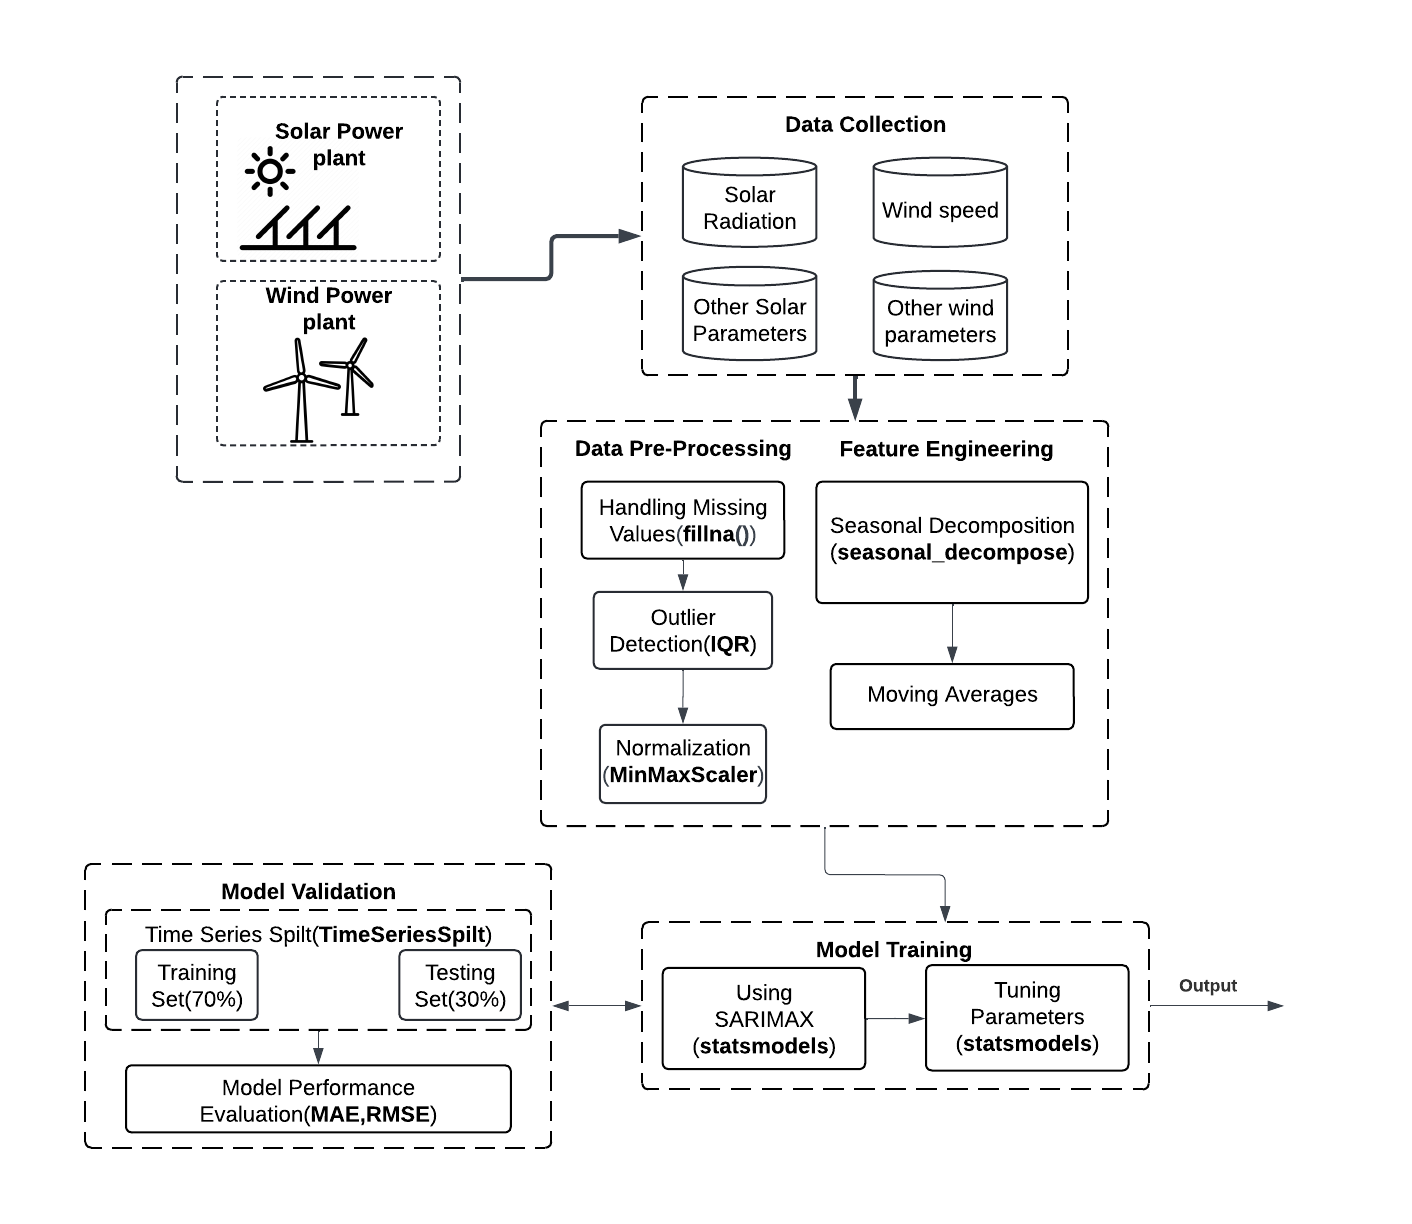 Solar Power
plant
Wind Power
plant
Data Collection
Solar
Radiation
Wind speed
Other Solar
Parameters
Other wind
parameters
Data Pre-Processing
Handling Missing
Values(fillna())
Outlier
Detection(IQR)
Normalization
(MinMaxScaler)
Feature Engineering
Seasonal Decomposition
(seasonal_decompose)
Moving Averages
Model Validation
Time Series Spilt(TimeSeriesSpilt)
Training
Set(70%)
Testing
Set(30%)
Model Performance
Evaluation(MAE,RMSE)
Model Training
Using
SARIMAX
(statsmodels)
Tuning
Parameters
(statsmodels)
Output